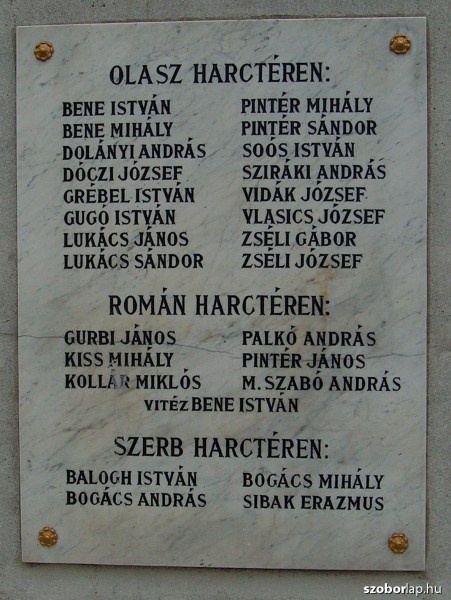 OLASZ HARCTÉREN:
BENE ISTVÁN PINTÉR MIHÁLY
BENE MIHÁLY PINTÉR SÁNDOR
DOLÁNYI ANDRÁS SOÓS ISTVÁN
DÓCZI JÓZSEF SZIRÁKI ANDRÁS
GRÉBEL ISTVÁN VIDÁK JÓZSEF
GUGÓ ISTVÁN VLASICS JÓZSEF
LUKÁCS JÁNOS ZSÉLI GÁBOR
LUKÁCS SÁNDOR ZSÉLI JÓZSEF
ROMÁN HARCTÉREN:
GURBI JÁNOS PALKÓ ANDRÁS
KISS MIHÁLY PINTÉR JÁNOS
KOLLÁR MIKLÓS M. SZABÓ ANDRÁS
VITÉZ BENE ISTVÁN
SZERB HARCTÉREN:
BALOGH ISTVÁN BOGÁCS MIHÁLY
BOGÁCS ANDRÁS SIBAK ERAZMUS
szoborlap.hu